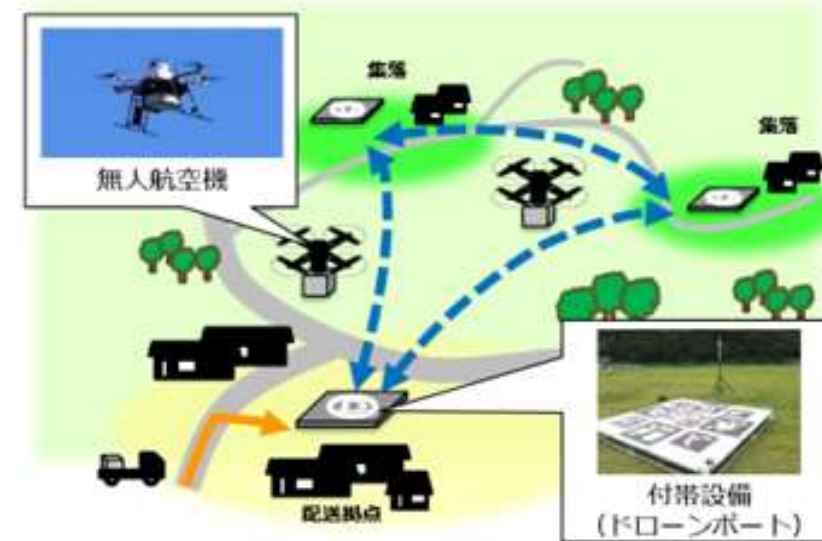 集落
集落
無人航空機
配送拠点
付帯設備
(ドローンポート)